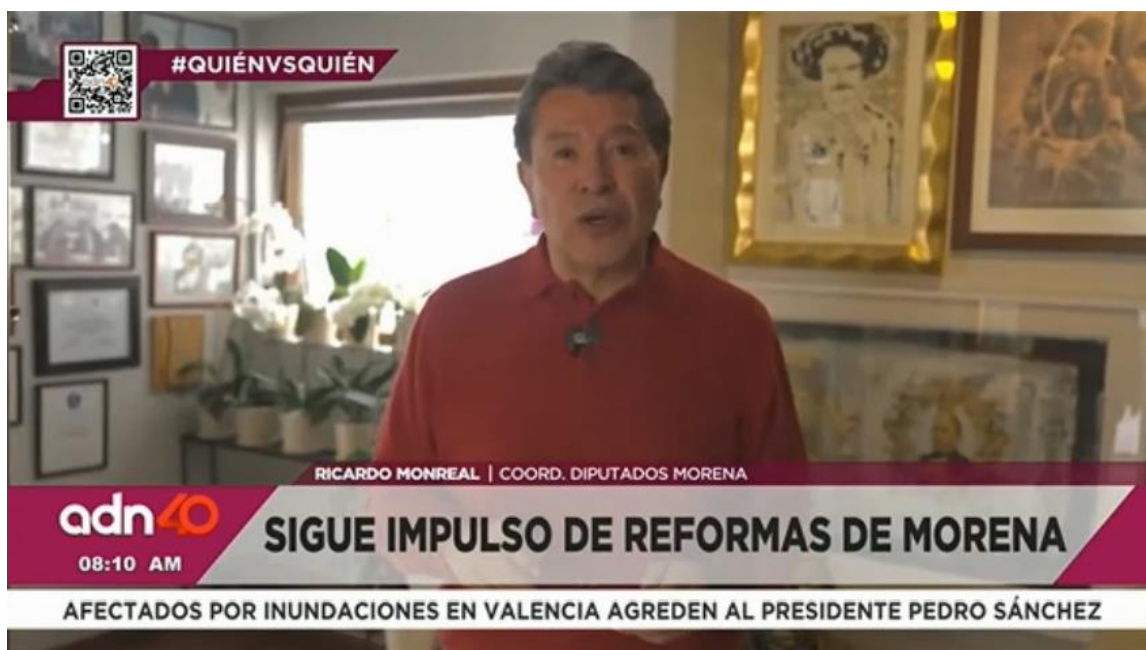 #QUIÉNVSQUIÉN
RICARDO MONREAL | COORD. DIPUTADOS MORENA
adn40
SIGUE IMPULSO DE REFORMAS DE MORENA
08:10 AM
AFECTADOS POR INUNDACIONES EN VALENCIA AGREDEN AL PRESIDENTE PEDRO SÁNCHEZ